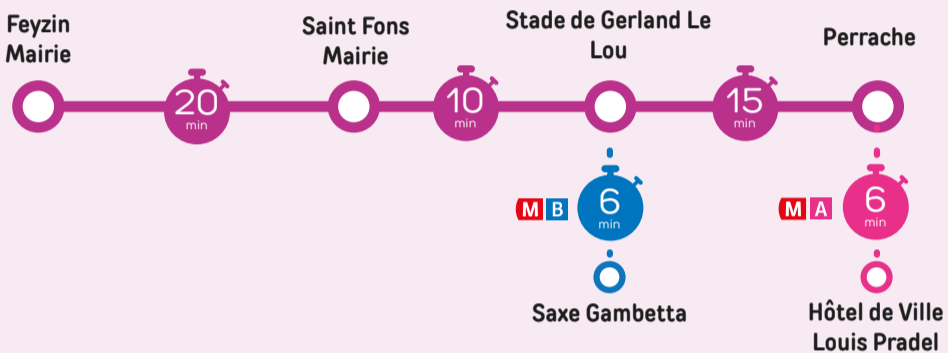 Feyzin
Mairie
Saint Fons
Mairie
Stade de Gerland Le
Lou
Perrache
20
min
10
min
15
min
M B
6
min
M A
6
min
Saxe Gambetta
Hôtel de Ville
Louis Pradel